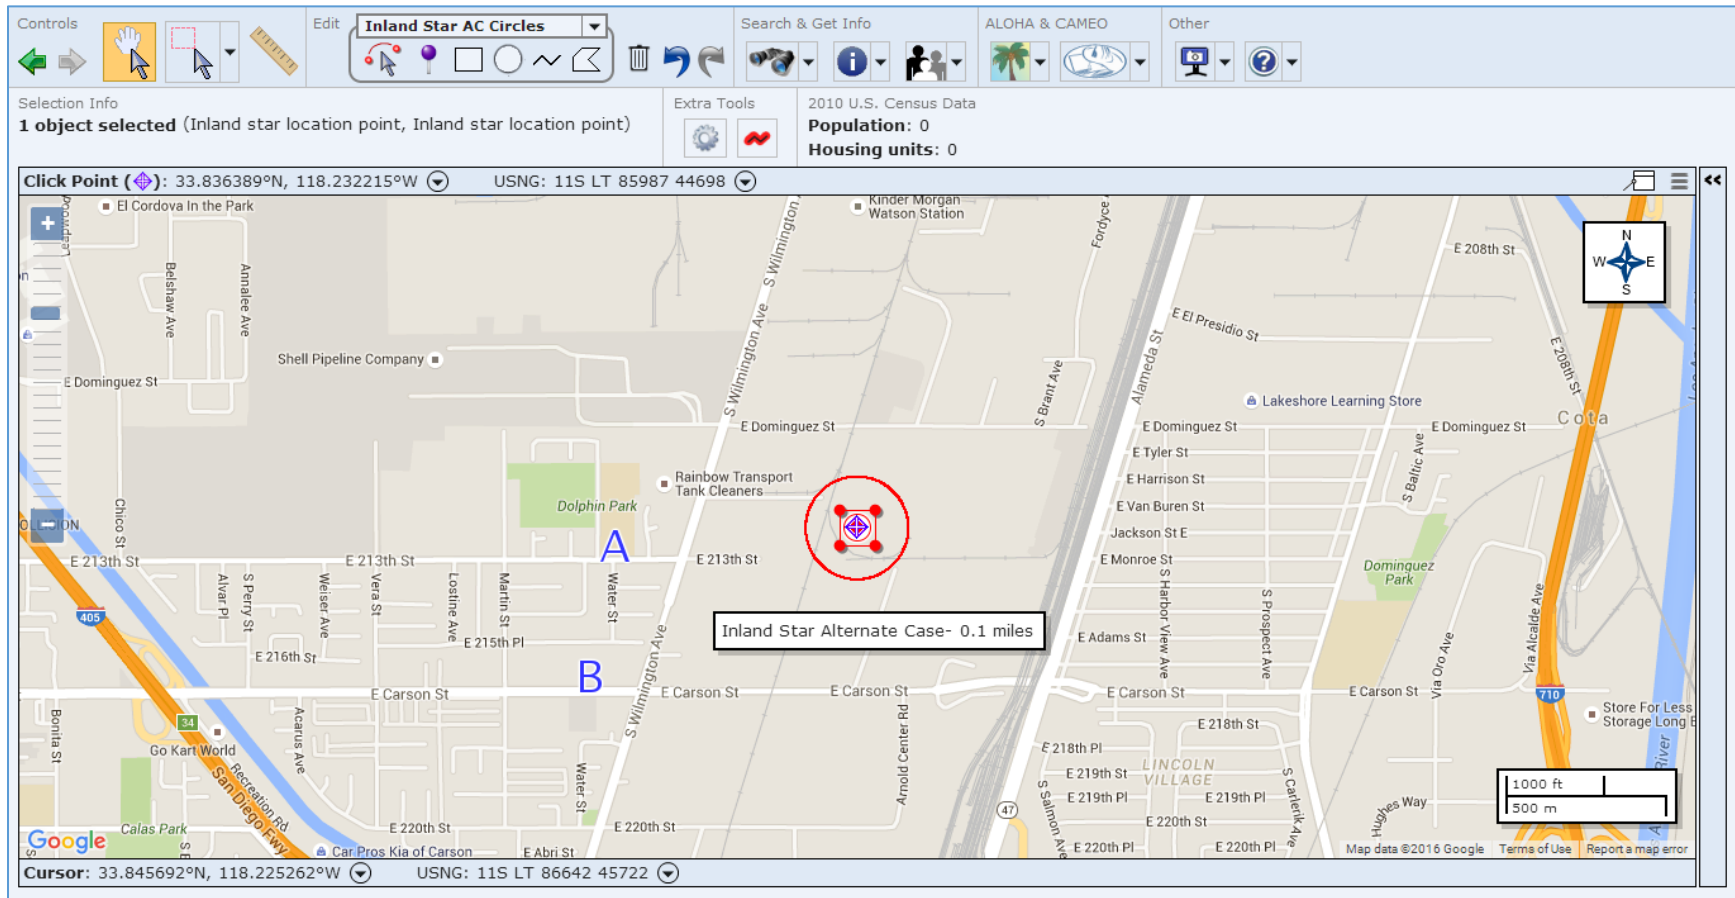 Controls
Edit
Inland Star AC Circles
Search & Get Info
ALOHA & CAMEO
Other
Selection Info
1 object selected (Inland star location point, Inland star location point)
Extra Tools
2010 U.S. Census Data
Population: 0
Housing units: 0
Click Point ( ): 33.836389°N, 118.232215°W
USNG: 11S LT 85987 44698
El Cordova In the Park
Kinder Morgan
Watson Station
Fordyce
S Wilmington Ave
S Wilmington
N
W E
S
E 208th St
Belshaw Ave
Annalee Ave
E El Presidio St
Shell Pipeline Company
E Dominguez St
S Wilmington Ave
S Brant Ave
Alameda St
E 208th St
Lakeshore Learning Store
Cota
E Dominguez St
E Dominguez St
E Dominguez St
E Tyler St
S Baltic Ave
Rainbow Transport
Tank Cleaners
E Harrison St
Chico St
Dolphin Park
E Van Buren St
Jackson St E
A
E 213th St
E 213th St
E 213th St
E Monroe St
Dominguez
Park
Alvar Pl
S Perry St
Weiser Ave
Vera St
Lostine Ave
Martin St
Water St
S Harbor View Ave
S Prospect Ave
Via Oro Ave
Via Alcalde Ave
405
Inland Star Alternate Case- 0.1 miles
E Adams St
E 215th Pl
E 216th St
B
S Wilmington Ave
E Carson St
E Carson St
E Carson St
E Carson St
E Carson St
710
Bonita St
Acarus Ave
34
Go Kart World
Arnold Center Rd
E 218th St
Store For Less
Storage Long
E 218th Pl
LINCOLN
VILLAGE
E 219th St
E 219th Pl
E 219th Pl
San Diego Fwy
Recreation Rd
Water St
S Salmon Ave
S Carlerik Ave
Hughes Way
River
1000 ft
500 m
47
Calas Park
E 220th St
E 220th St
E 220th St
Google
Car Pros Kia of Carson
E Abri St
E 220th Pl
E 220th Pl
Map data ©2016 Google
Terms of Use
Report a map error
Cursor: 33.845692°N, 118.225262°W
USNG: 11S LT 86642 45722